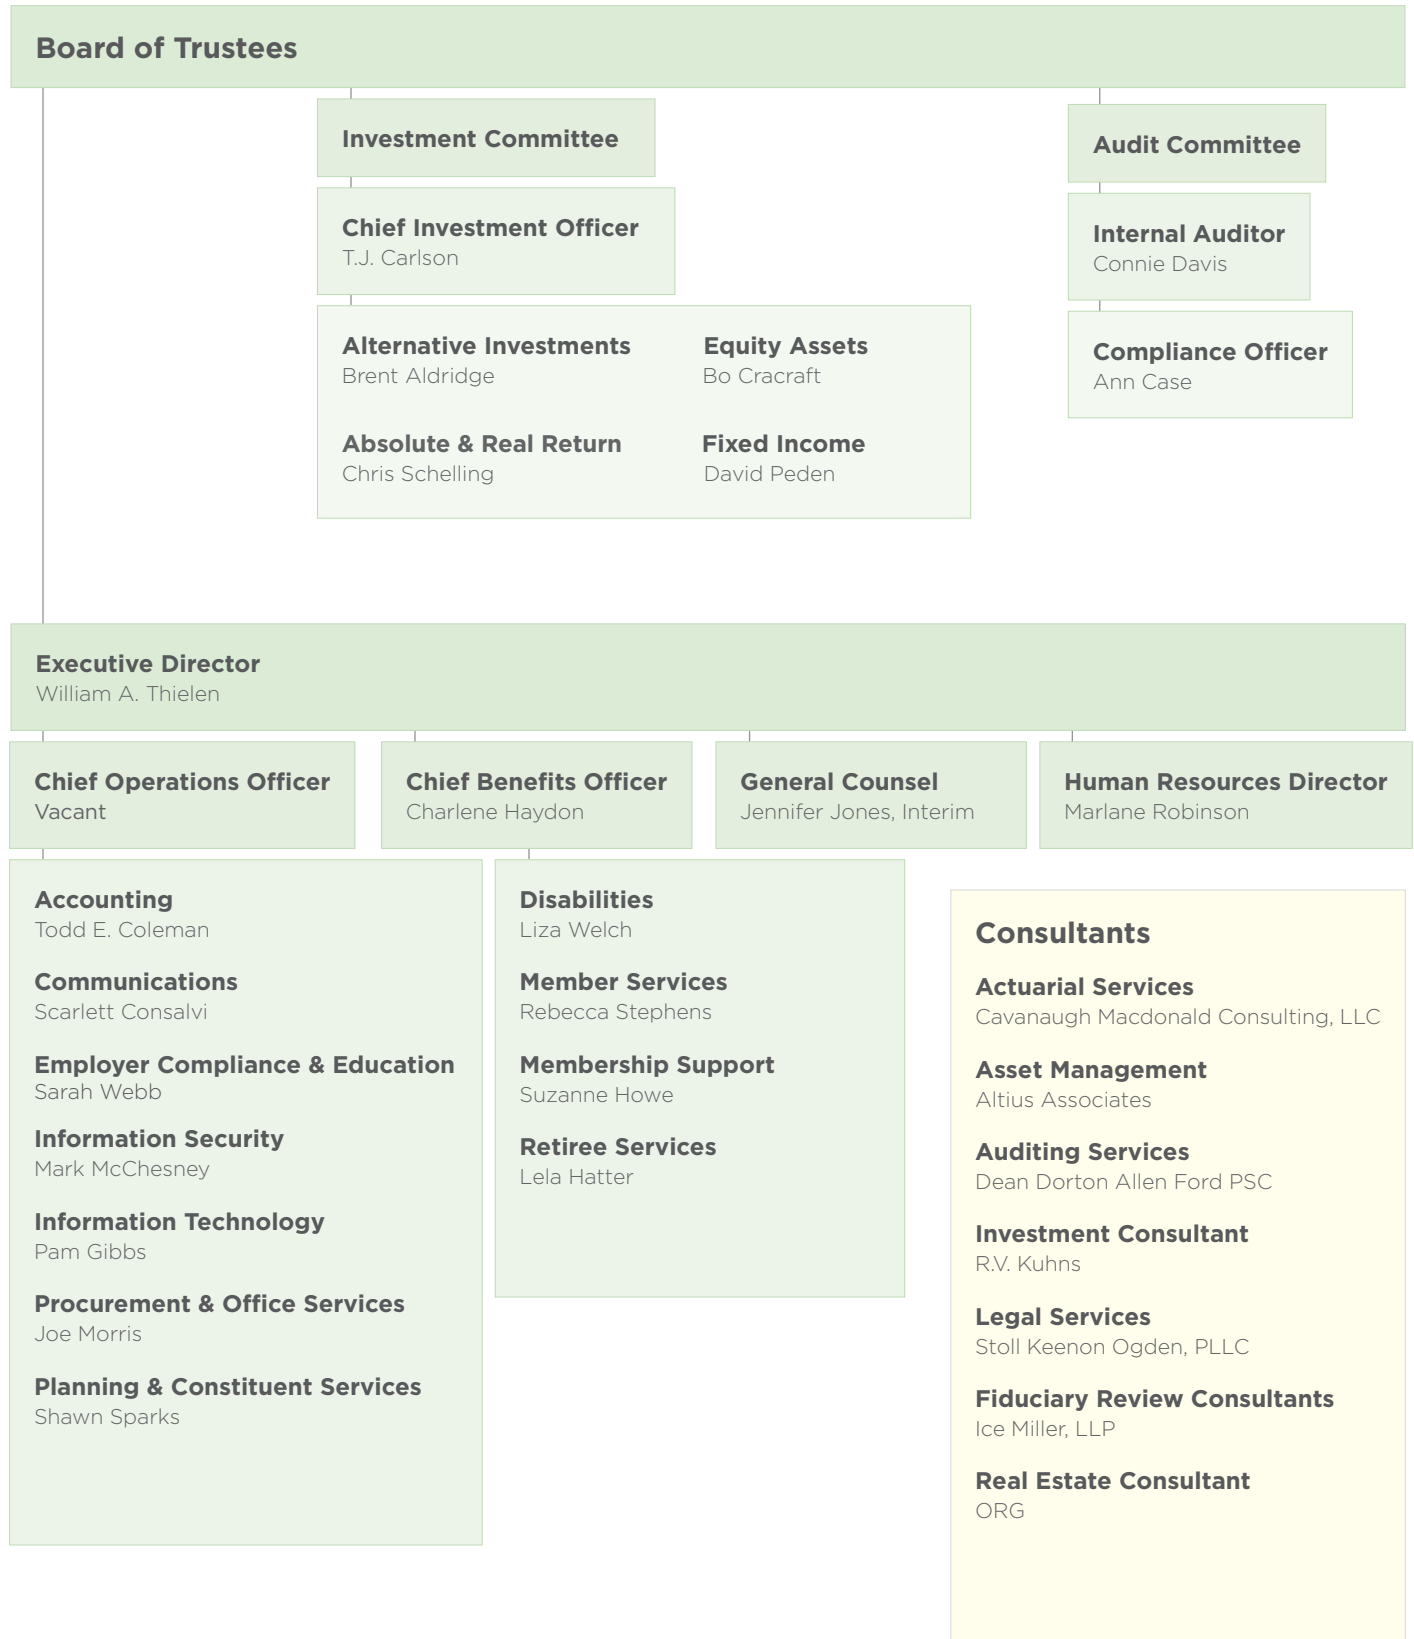 Board of Trustees
Investment Committee
Audit Committee
Chief Investment Officer
T.J. Carlson
Internal Auditor
Connie Davis
Alternative Investments
Brent Aldridge
Equity Assets
Bo Cracraft
Absolute & Real Return
Chris Schelling
Fixed Income
David Peden
Compliance Officer
Ann Case
Executive Director
William A. Thielen
Chief Operations Officer
Vacant
Chief Benefits Officer
Charlene Haydon
General Counsel
Jennifer Jones, Interim
Human Resources Director
Marlane Robinson
Accounting
Todd E. Coleman
Communications
Scarlett Consalvi
Employer Compliance & Education
Sarah Webb
Information Security
Mark McChesney
Information Technology
Pam Gibbs
Procurement & Office Services
Joe Morris
Planning & Constituent Services
Shawn Sparks
Disabilities
Liza Welch
Member Services
Rebecca Stephens
Membership Support
Suzanne Howe
Retiree Services
Lela Hatter
Consultants
Actuarial Services
Cavanaugh Macdonald Consulting, LLC
Asset Management
Altius Associates
Auditing Services
Dean Dorton Allen Ford PSC
Investment Consultant
R.V. Kuhns
Legal Services
Stoll Keenon Ogden, PLLC
Fiduciary Review Consultants
Ice Miller, LLP
Real Estate Consultant
ORG